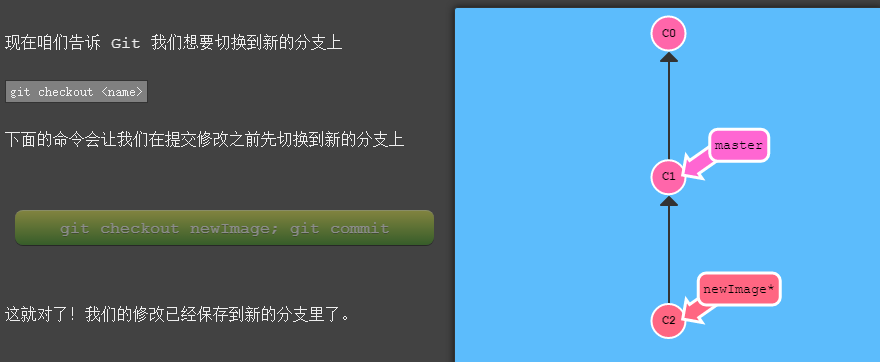 现在咱们告诉 Git 我们想要切换到新的分支上
git checkout <name>
下面的命令会让我们在提交修改之前先切换到新的分支上
git checkout newImage; git commit
这就对了！我们的修改已经保存到新的分支里了。
C0
master
C1
newImage*
C2